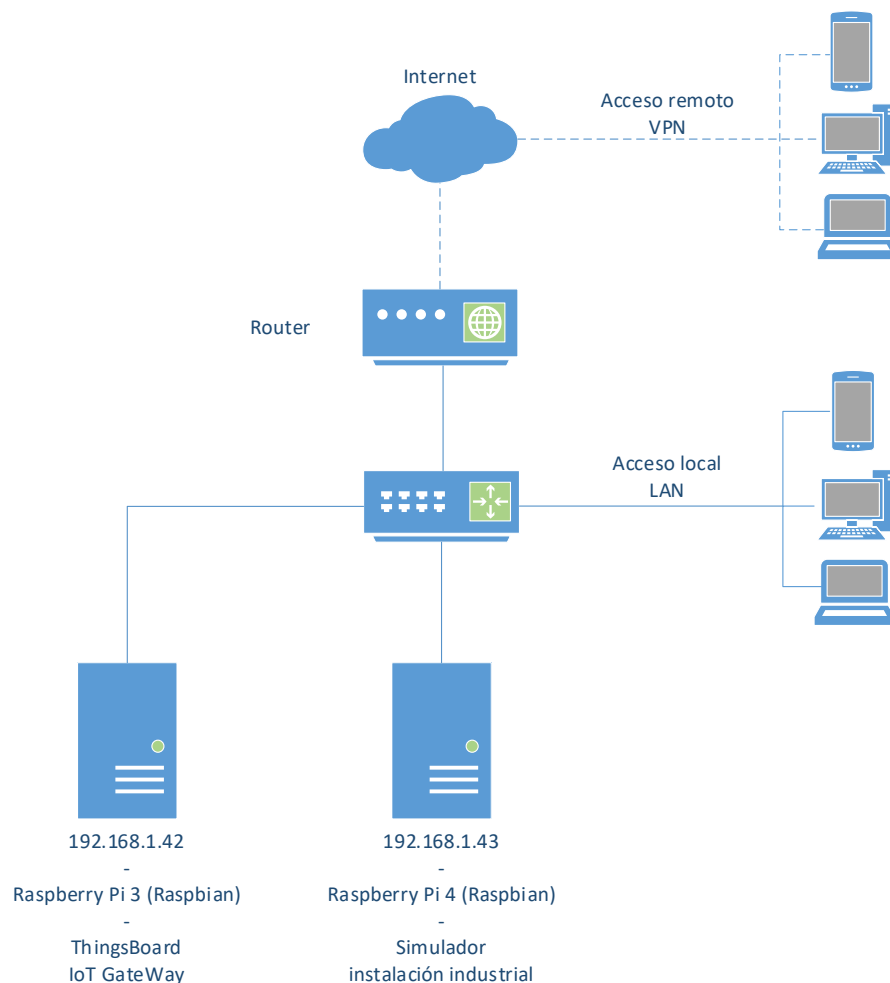 Internet
Acceso remoto
VPN
Router
Acceso local
LAN
192.168.1.42
-
Raspberry Pi 3 (Raspbian)
-
ThingsBoard
IoT GateWay
192.168.1.43
-
Raspberry Pi 4 (Raspbian)
-
Simulador
instalación industrial